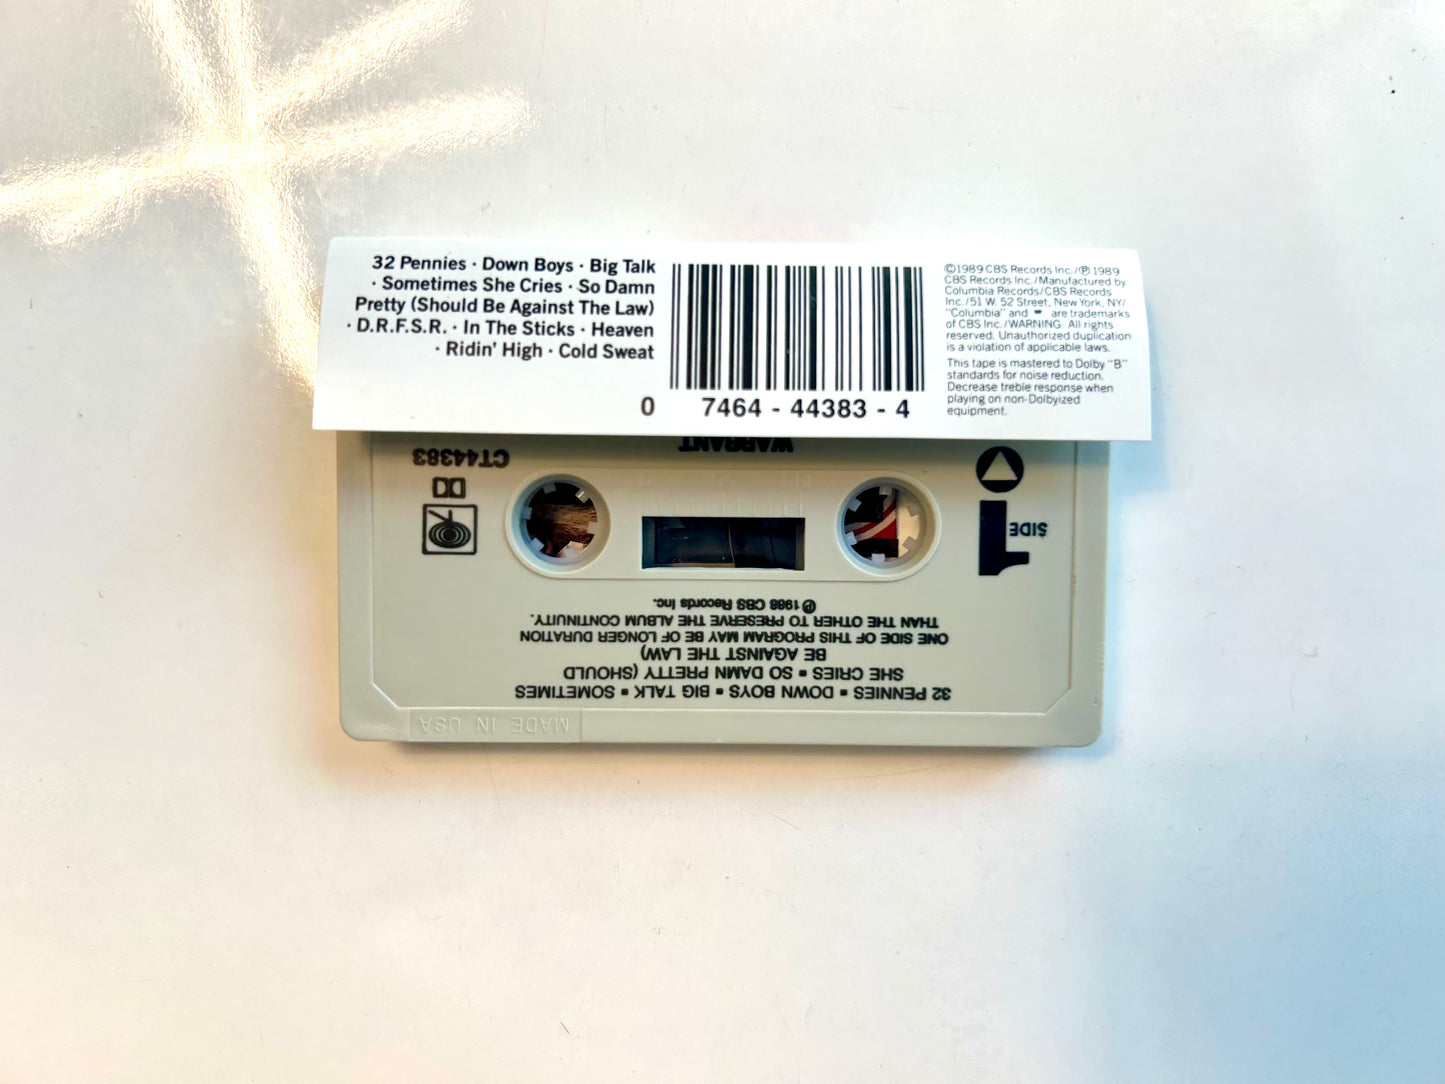 32 Pennies · Down Boys · Big Talk
· Sometimes She Cries · So Damn
Pretty (Should Be Against The Law)
· D.R.F.S.R. · In The Sticks · Heaven
· Ridin' High · Cold Sweat
0 7464 - 44383 - 4
©1989 CBS Records Inc./℗ 1989
CBS Records Inc./Manufactured by
Columbia Records/CBS Records
Inc./51 W. 52 Street, New York, NY/
"Columbia" and are trademarks
of CBS Inc./WARNING: All rights
reserved. Unauthorized duplication
is a violation of applicable laws.
This tape is mastered to Dolby "B"
standards for noise reduction.
Decrease treble response when
playing on non-Dolbyized
equipment.
WARRANT
CT44383
SIDE
1
32 PENNIES ▪ DOWN BOYS ▪ BIG TALK ▪ SOMETIMES
SHE CRIES ▪ SO DAMN PRETTY (SHOULD
BE AGAINST THE LAW)
ONE SIDE OF THIS PROGRAM MAY BE OF LONGER DURATION
THAN THE OTHER TO PRESERVE THE ALBUM CONTINUITY.
℗ 1988 CBS Records Inc.
MADE IN USA